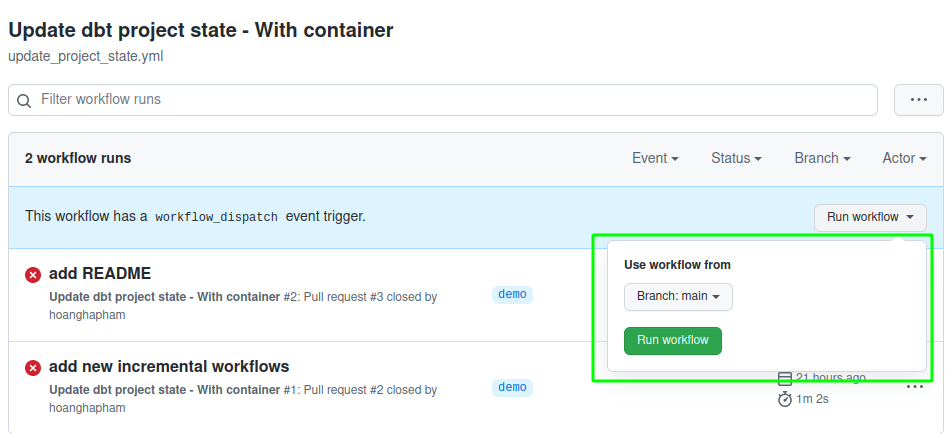 Update dbt project state - With container
update_project_state.yml
Filter workflow runs
2 workflow runs
Event
Status
Branch
Actor
This workflow has a workflow_dispatch event trigger.
Run workflow
Use workflow from
Branch: main
Run workflow
add README
Update dbt project state - With container #2: Pull request #3 closed by
hoanghapham
demo
add new incremental workflows
Update dbt project state - With container #1: Pull request #2 closed by
hoanghapham
demo
21 hours ago
1m 2s